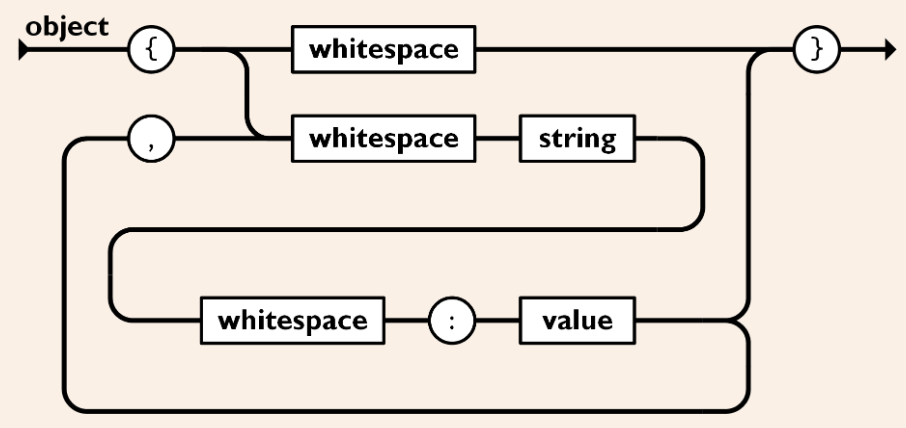 object
{ whitespace }
, whitespace string
whitespace : value